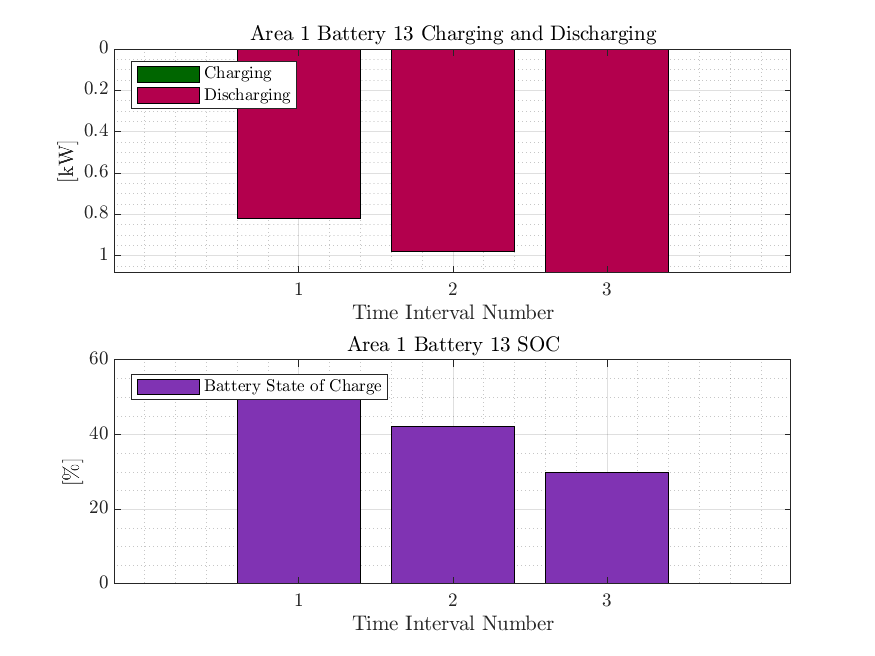 Area 1 Battery 13 Charging and Discharging
0
0.2
0.4
0.6
0.8
1
[kW]
Charging
Discharging
1 2 3
Time Interval Number
Area 1 Battery 13 SOC
60
40
20
0
[%]
Battery State of Charge
1 2 3
Time Interval Number